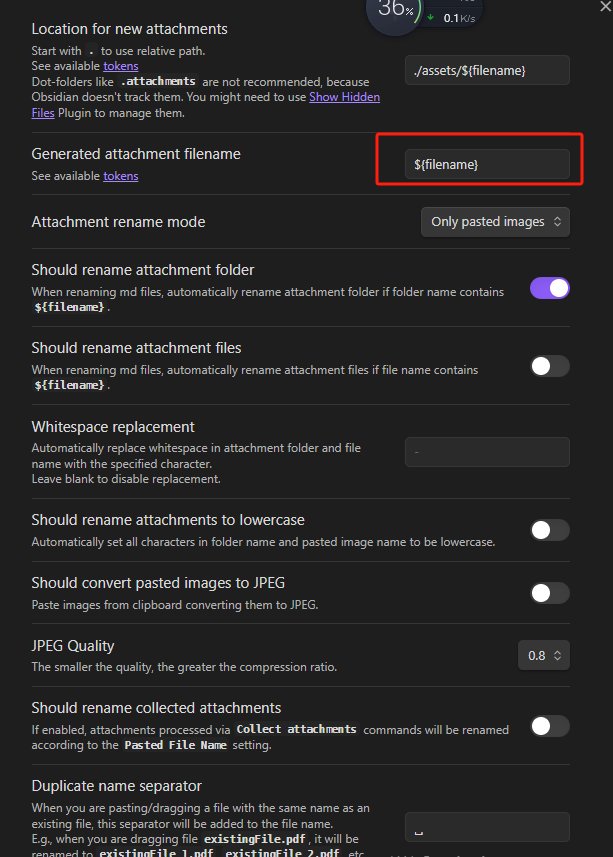 36%
0.1K/s
Location for new attachments
Start with . to use relative path.
See available tokens
Dot-folders like .attachments are not recommended, because
Obsidian doesn't track them. You might need to use Show Hidden
Files Plugin to manage them.
./assets/${filename}
Generated attachment filename
See available tokens
${filename}
Attachment rename mode
Only pasted images
Should rename attachment folder
When renaming md files, automatically rename attachment folder if folder name contains
${filename}.
Should rename attachment files
When renaming md files, automatically rename attachment files if file name contains
${filename}.
Whitespace replacement
Automatically replace whitespace in attachment folder and file
name with the specified character.
Leave blank to disable replacement.
-
Should rename attachments to lowercase
Automatically set all characters in folder name and pasted image name to be lowercase.
Should convert pasted images to JPEG
Paste images from clipboard converting them to JPEG.
JPEG Quality
The smaller the quality, the greater the compression ratio.
0.8
Should rename collected attachments
If enabled, attachments processed via Collect attachments commands will be renamed
according to the Pasted File Name setting.
Duplicate name separator
When you are pasting/dragging a file with the same name as an
existing file, this separator will be added to the file name.
E.g., when you are dragging file existingFile.pdf, it will be
renamed to existingFile 1.pdf, existingFile 2.pdf, etc
␣